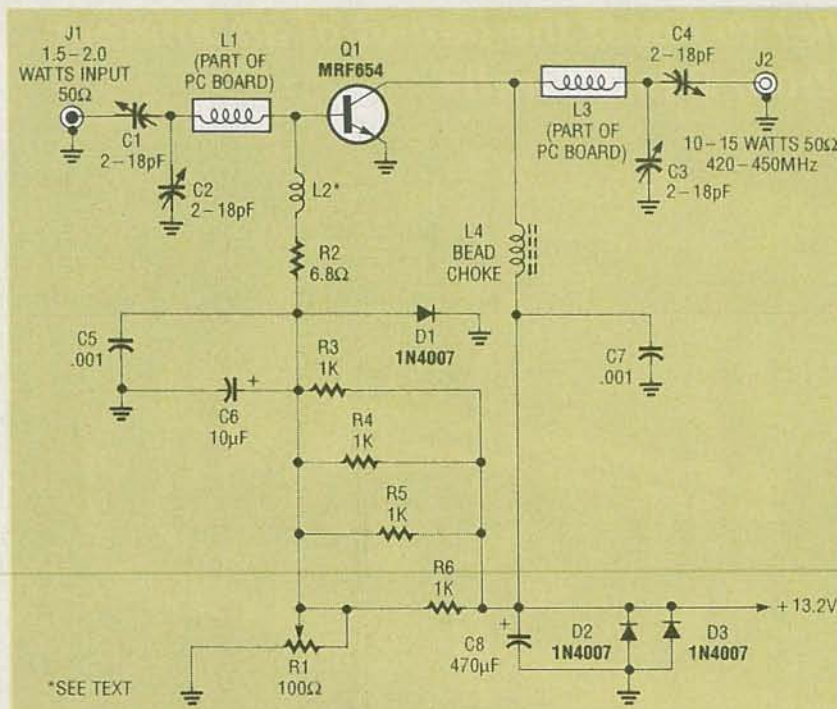 J1
1.5–2.0
WATTS INPUT
50Ω
C1
2–18pF
C2
2–18pF
L1
(PART OF
PC BOARD)
Q1
MRF654
L2*
R2
6.8Ω
C4
2–18pF
J2
L3
(PART OF
PC BOARD)
10–15 WATTS 50Ω
420–450MHz
C3
2–18pF
L4
BEAD
CHOKE
C5
.001
D1
1N4007
C7
.001
C6
10µF
+
R3
1K
R4
1K
R5
1K
R6
1K
R1
100Ω
+
C8
470µF
D2
1N4007
D3
1N4007
+13.2V
*SEE TEXT